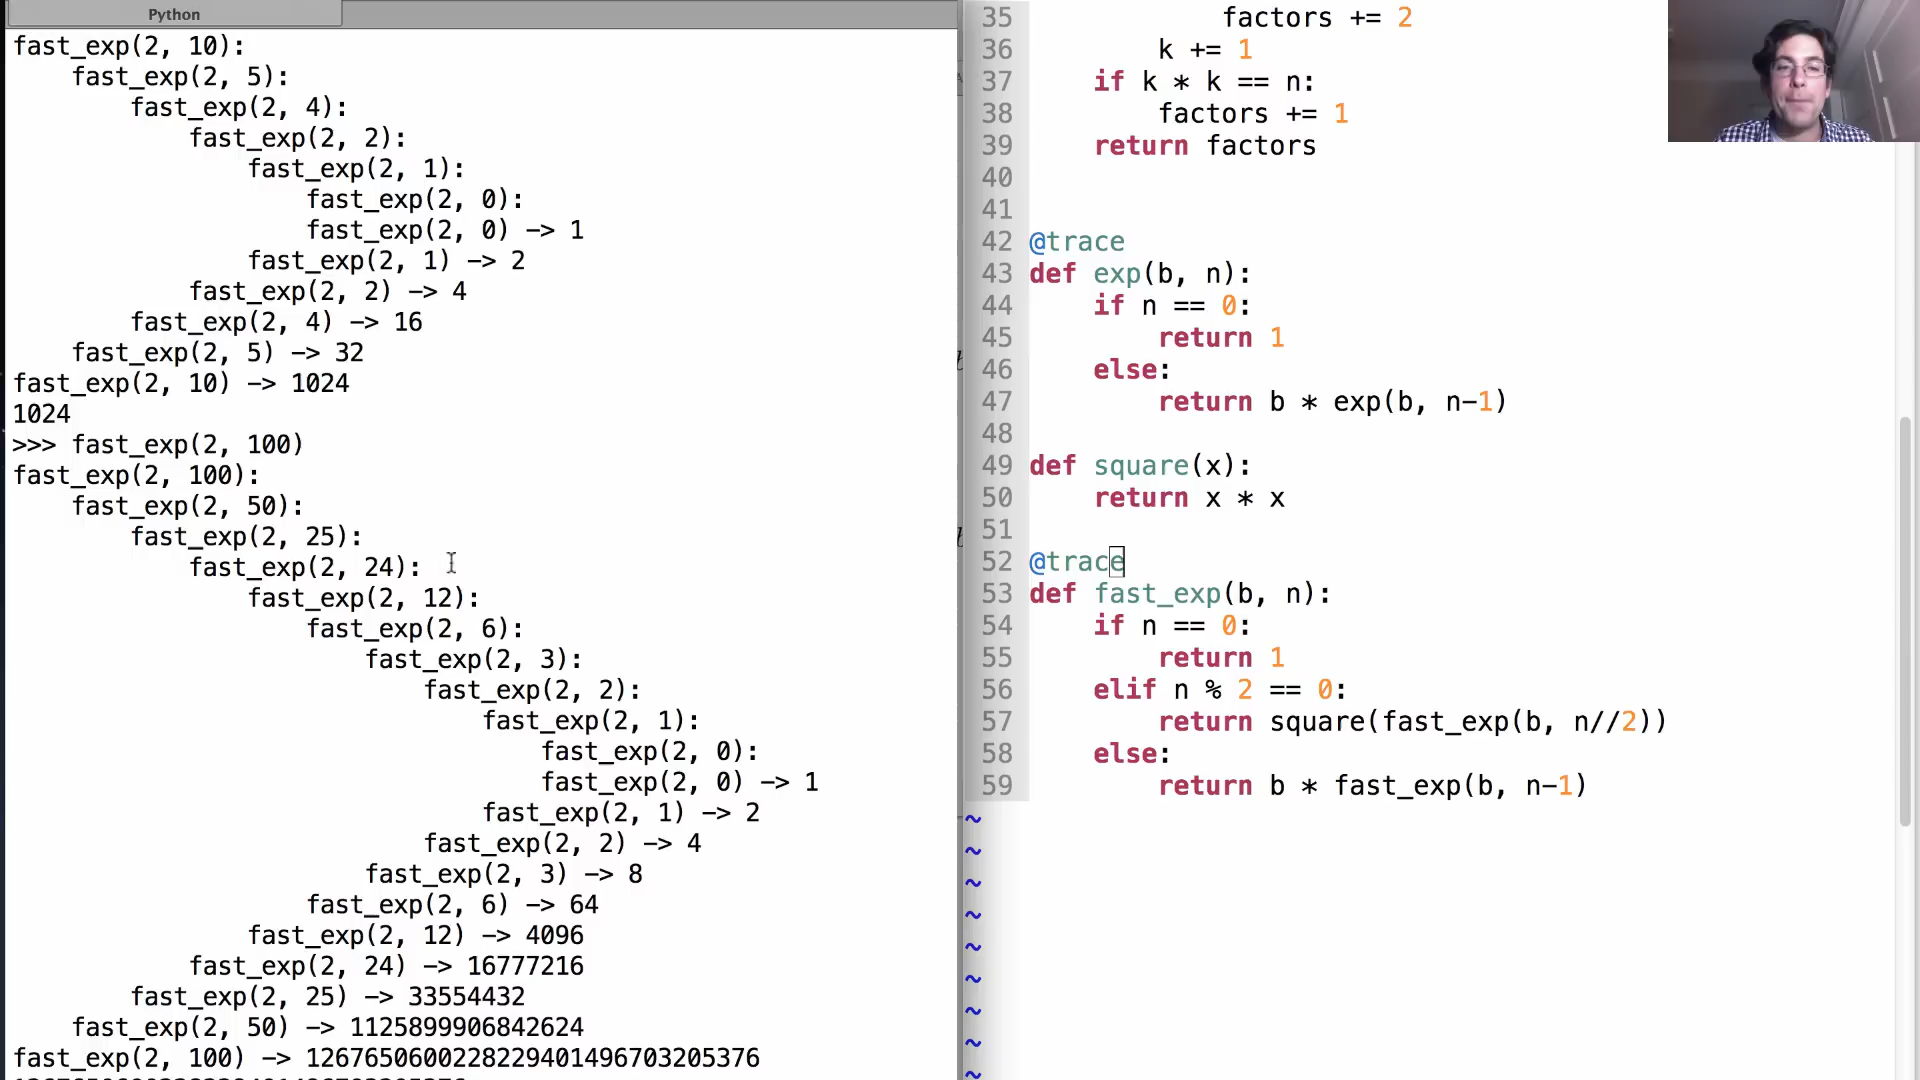 Python
fast_exp(2, 10):
fast_exp(2, 5):
fast_exp(2, 4):
fast_exp(2, 2):
fast_exp(2, 1):
fast_exp(2, 0):
fast_exp(2, 0) -> 1
fast_exp(2, 1) -> 2
fast_exp(2, 2) -> 4
fast_exp(2, 4) -> 16
fast_exp(2, 5) -> 32
fast_exp(2, 10) -> 1024
1024
>>> fast_exp(2, 100)
fast_exp(2, 100):
fast_exp(2, 50):
fast_exp(2, 25):
fast_exp(2, 24):
fast_exp(2, 12):
fast_exp(2, 6):
fast_exp(2, 3):
fast_exp(2, 2):
fast_exp(2, 1):
fast_exp(2, 0):
fast_exp(2, 0) -> 1
fast_exp(2, 1) -> 2
fast_exp(2, 2) -> 4
fast_exp(2, 3) -> 8
fast_exp(2, 6) -> 64
fast_exp(2, 12) -> 4096
fast_exp(2, 24) -> 16777216
fast_exp(2, 25) -> 33554432
fast_exp(2, 50) -> 1125899906842624
fast_exp(2, 100) -> 1267650600228229401496703205376
35 factors += 2
36 k += 1
37 if k * k == n:
38 factors += 1
39 return factors
40
41
42 @trace
43 def exp(b, n):
44 if n == 0:
45 return 1
46 else:
47 return b * exp(b, n-1)
48
49 def square(x):
50 return x * x
51
52 @trace
53 def fast_exp(b, n):
54 if n == 0:
55 return 1
56 elif n % 2 == 0:
57 return square(fast_exp(b, n//2))
58 else:
59 return b * fast_exp(b, n-1)
~
~
~
~
~
~
~
~
~